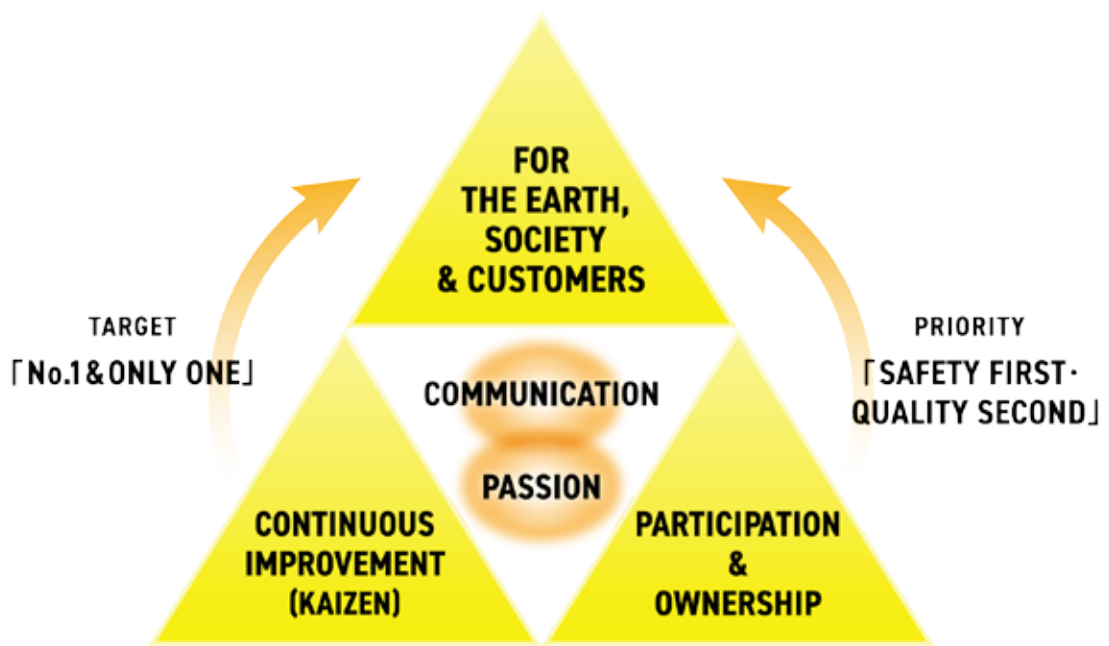 FOR
THE EARTH,
SOCIETY
& CUSTOMERS
TARGET
「No.1&ONLY ONE」
PRIORITY
「SAFETY FIRST·
QUALITY SECOND」
COMMUNICATION
PASSION
CONTINUOUS
IMPROVEMENT
(KAIZEN)
PARTICIPATION
&
OWNERSHIP